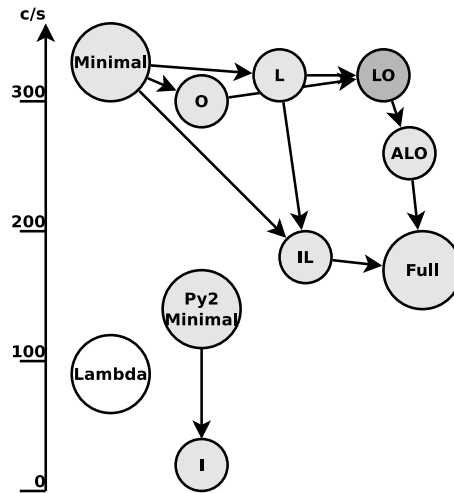 c/s
Minimal
L
LO
300
O
ALO
200
IL
Full
Py2
Minimal
100
Lambda
I
0